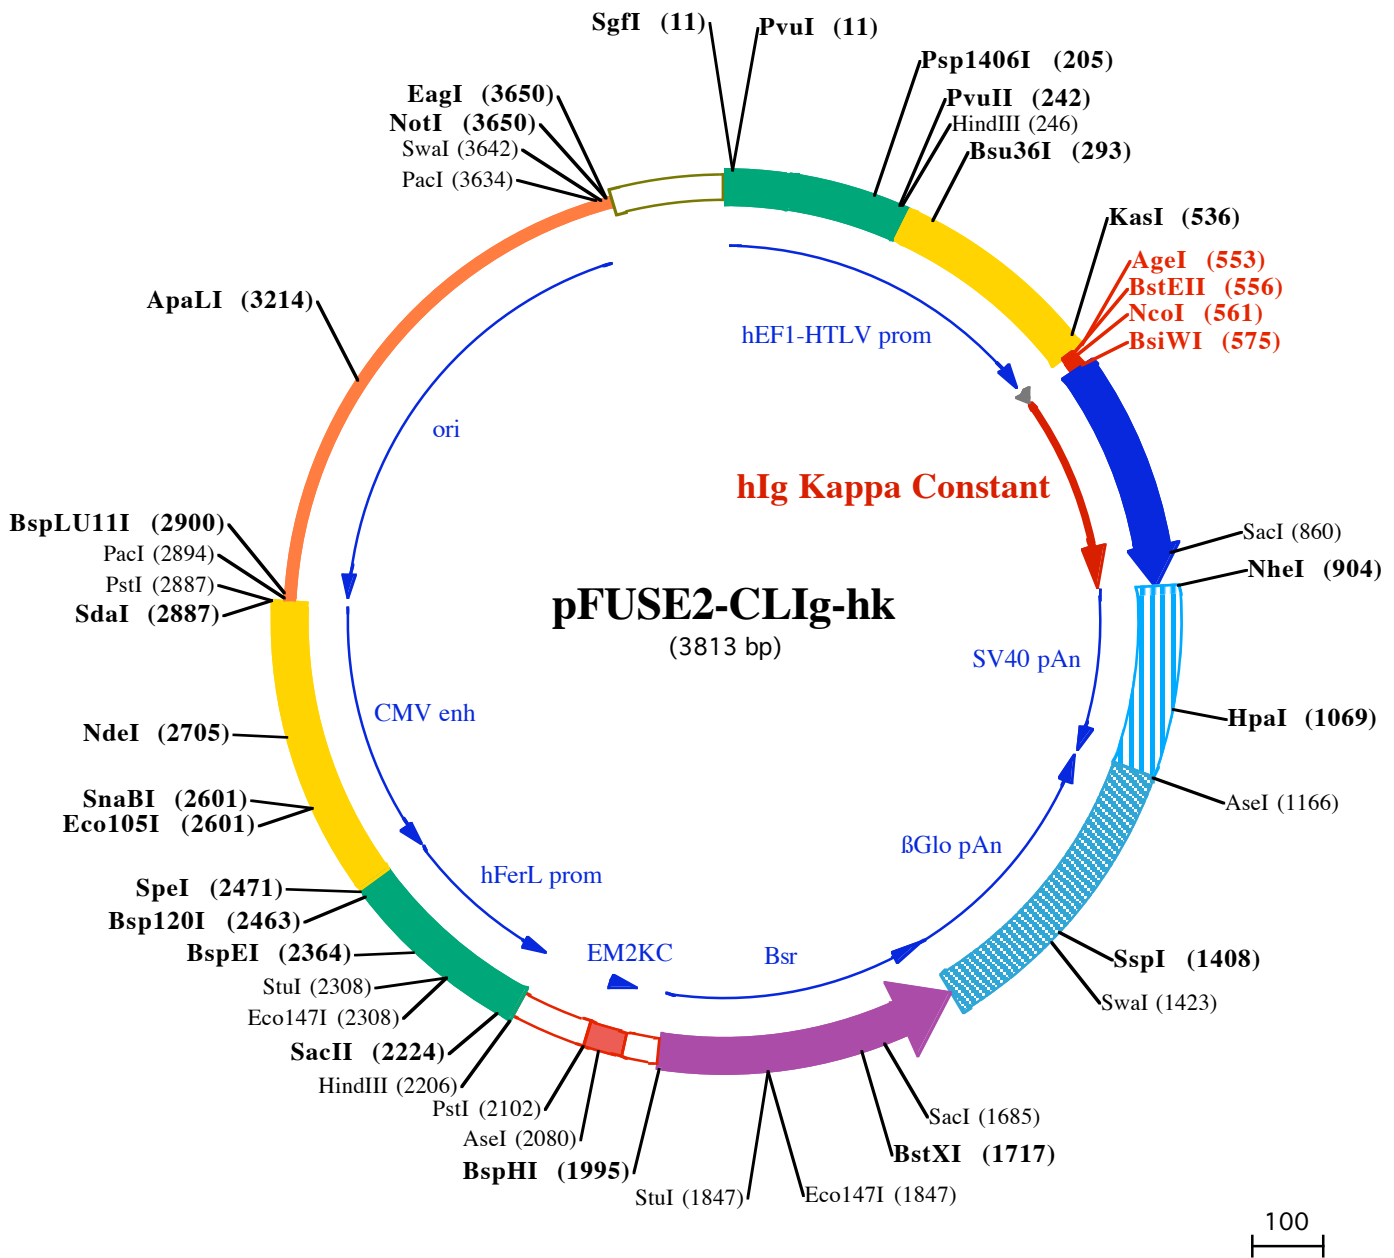 SgfI (11)
PvuI (11)
Psp1406I (205)
EagI (3650)
PvuII (242)
NotI (3650)
HindIII (246)
SwaI (3642)
Bsu36I (293)
PacI (3634)
KasI (536)
AgeI (553)
BstEII (556)
ApaLI (3214)
NcoI (561)
hEF1-HTLV prom
BsiWI (575)
ori
hIg Kappa Constant
BspLU11I (2900)
SacI (860)
PacI (2894)
NheI (904)
PstI (2887)
pFUSE2-CLIg-hk
SdaI (2887)
(3813 bp)
SV40 pAn
CMV enh
HpaI (1069)
NdeI (2705)
SnaBI (2601)
AseI (1166)
Eco105I (2601)
ßGlo pAn
hFerL prom
SpeI (2471)
Bsp120I (2463)
BspEI (2364)
EM2KC
Bsr
SspI (1408)
StuI (2308)
SwaI (1423)
Eco147I (2308)
SacII (2224)
HindIII (2206)
PstI (2102)
SacI (1685)
AseI (2080)
BstXI (1717)
BspHI (1995)
StuI (1847)
Eco147I (1847)
100